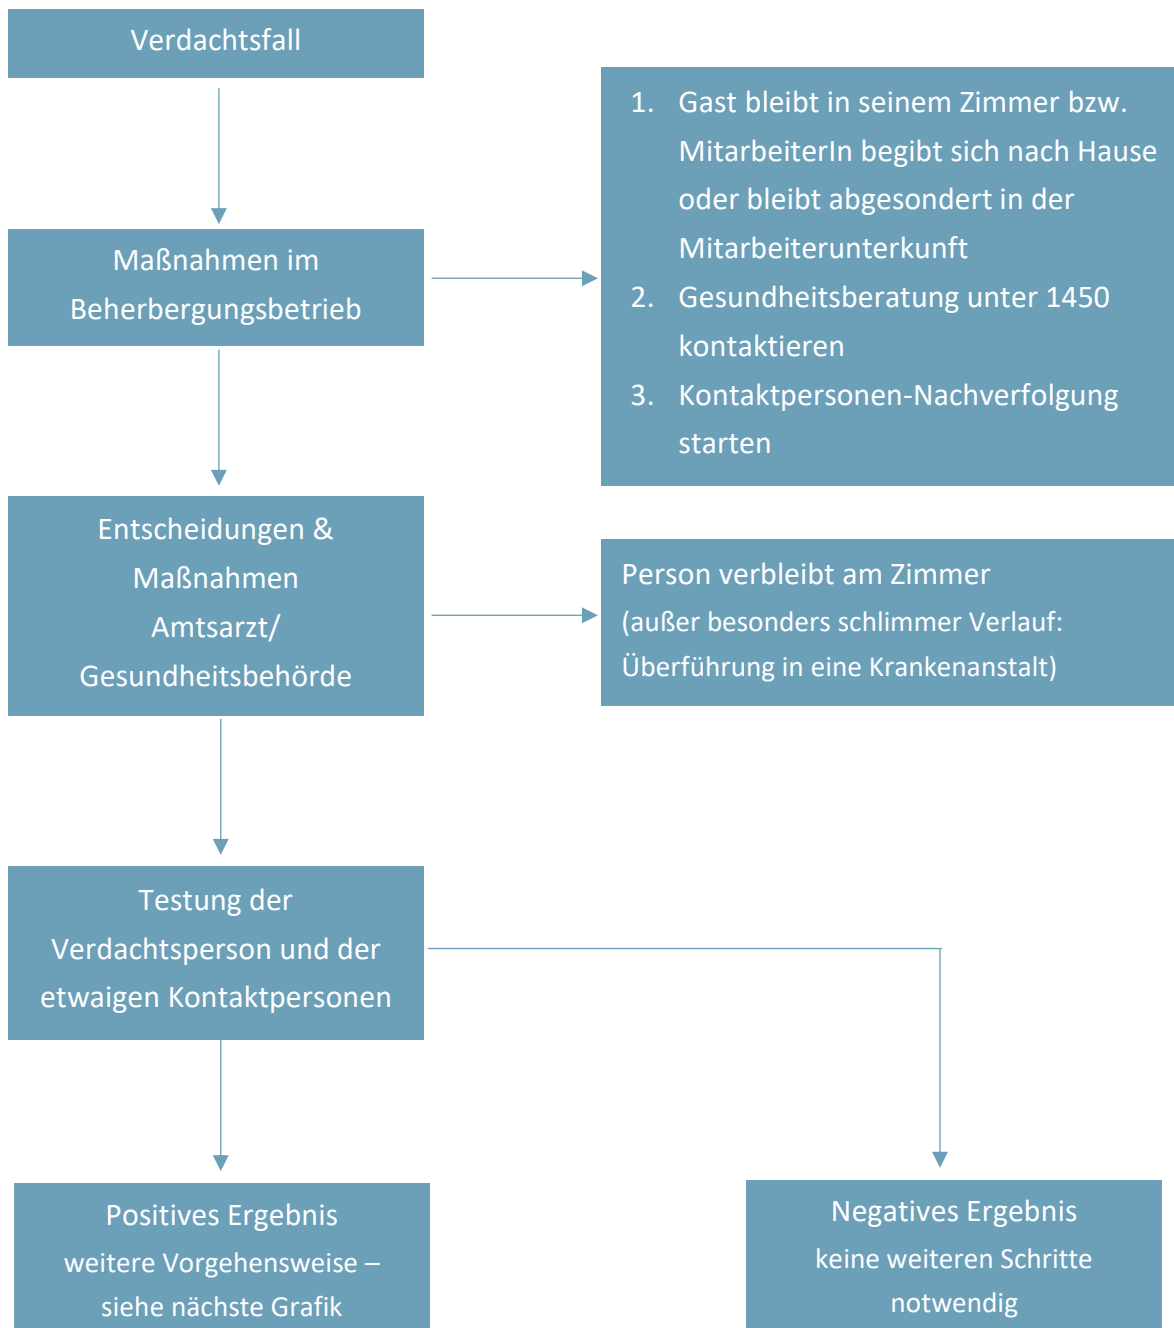 Verdachtsfall
1. Gast bleibt in seinem Zimmer bzw.
MitarbeiterIn begibt sich nach Hause
oder bleibt abgesondert in der
Mitarbeiterunterkunft
2. Gesundheitsberatung unter 1450
kontaktieren
3. Kontaktpersonen-Nachverfolgung
starten
Maßnahmen im
Beherbergungsbetrieb
Entscheidungen &
Maßnahmen
Amtsarzt/
Gesundheitsbehörde
Person verbleibt am Zimmer
(außer besonders schlimmer Verlauf:
Überführung in eine Krankenanstalt)
Testung der
Verdachtsperson und der
etwaigen Kontaktpersonen
Positives Ergebnis
weitere Vorgehensweise –
siehe nächste Grafik
Negatives Ergebnis
keine weiteren Schritte
notwendig